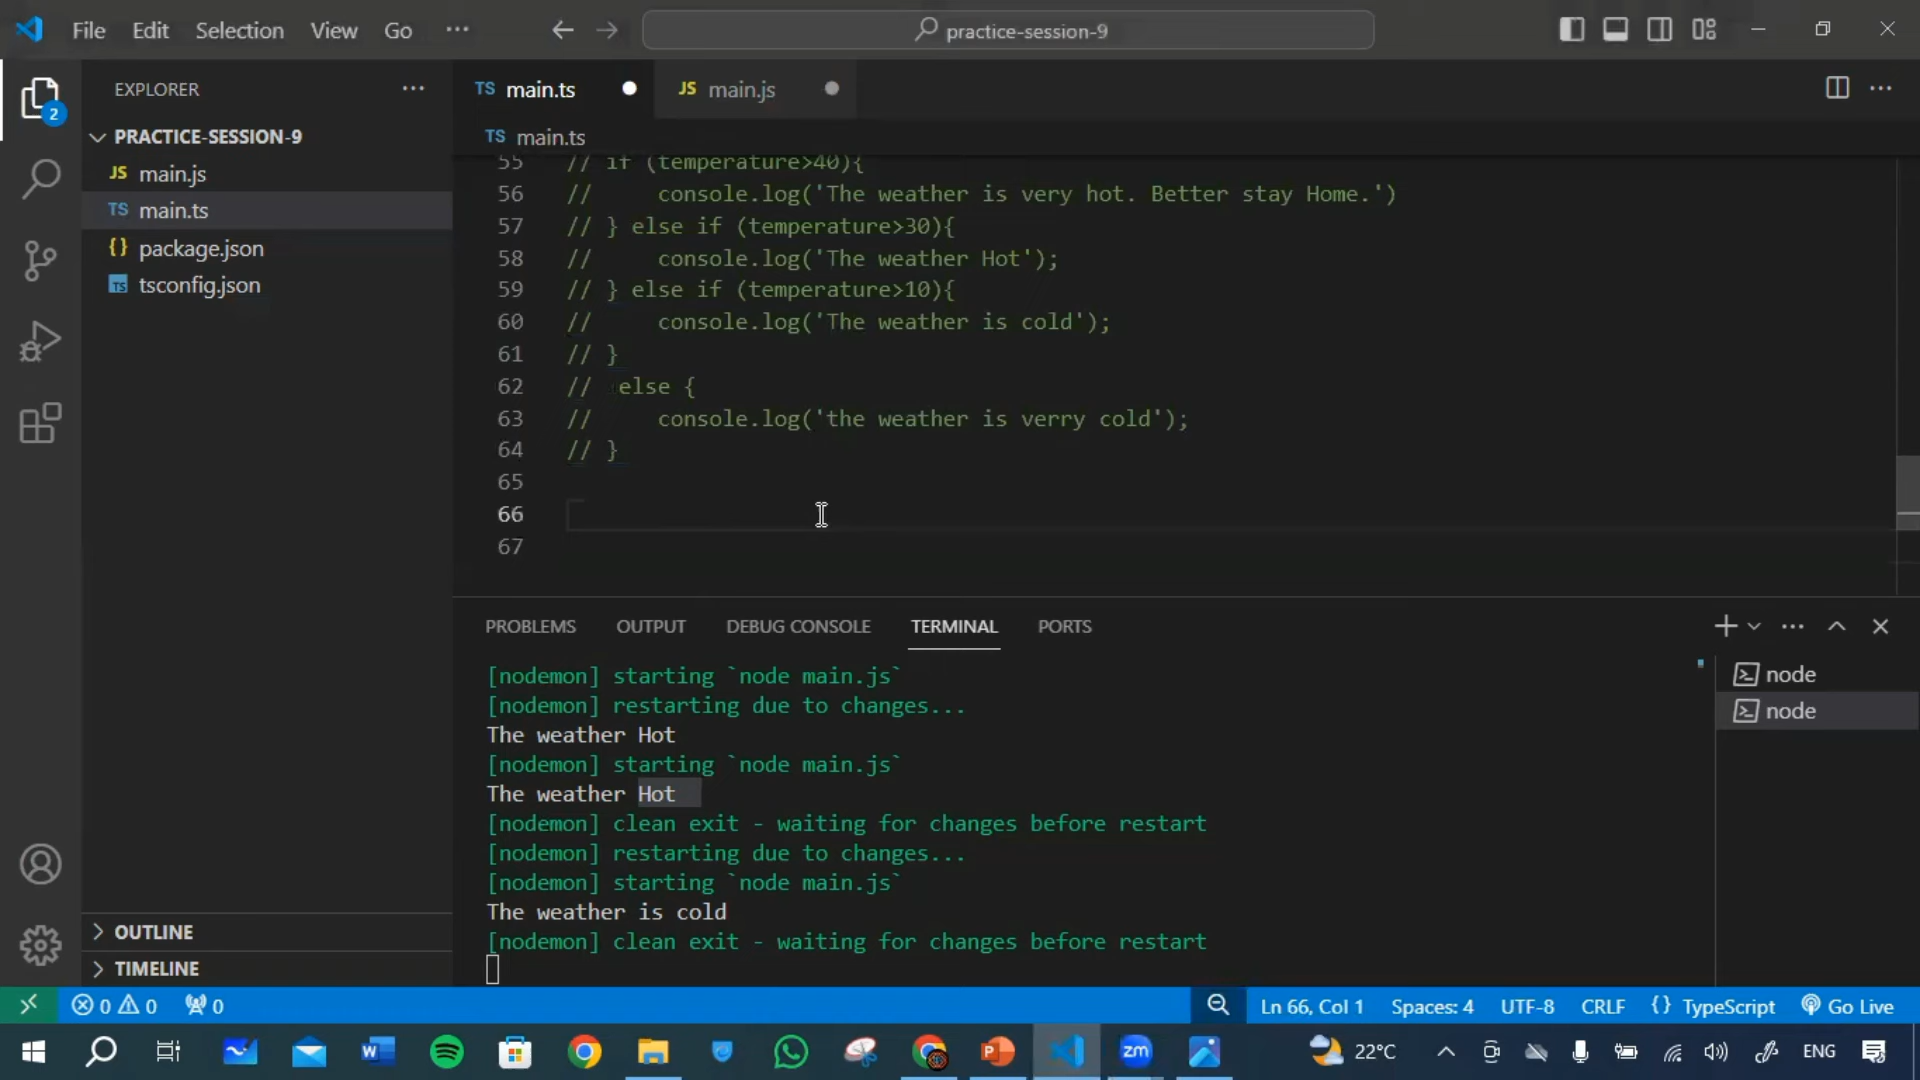 File Edit Selection View Go ···
practice-session-9
EXPLORER ···
2
PRACTICE-SESSION-9
JS main.js
TS main.ts
{} package.json
TS tsconfig.json
OUTLINE
TIMELINE
TS main.ts
JS main.js
TS main.ts
55 // if (temperature>40){
56 //     console.log('The weather is very hot. Better stay Home.')
57 // } else if (temperature>30){
58 //     console.log('The weather Hot');
59 // } else if (temperature>10){
60 //     console.log('The weather is cold');
61 // }
62 //  else {
63 //     console.log('the weather is verry cold');
64 // }
65
66
67
PROBLEMS OUTPUT DEBUG CONSOLE TERMINAL PORTS
[nodemon] starting `node main.js`
[nodemon] restarting due to changes...
The weather Hot
[nodemon] starting `node main.js`
The weather Hot
[nodemon] clean exit - waiting for changes before restart
[nodemon] restarting due to changes...
[nodemon] starting `node main.js`
The weather is cold
[nodemon] clean exit - waiting for changes before restart
node
node
0 0 0 Ln 66, Col 1 Spaces: 4 UTF-8 CRLF {} TypeScript Go Live
W P zm 22°C ENG